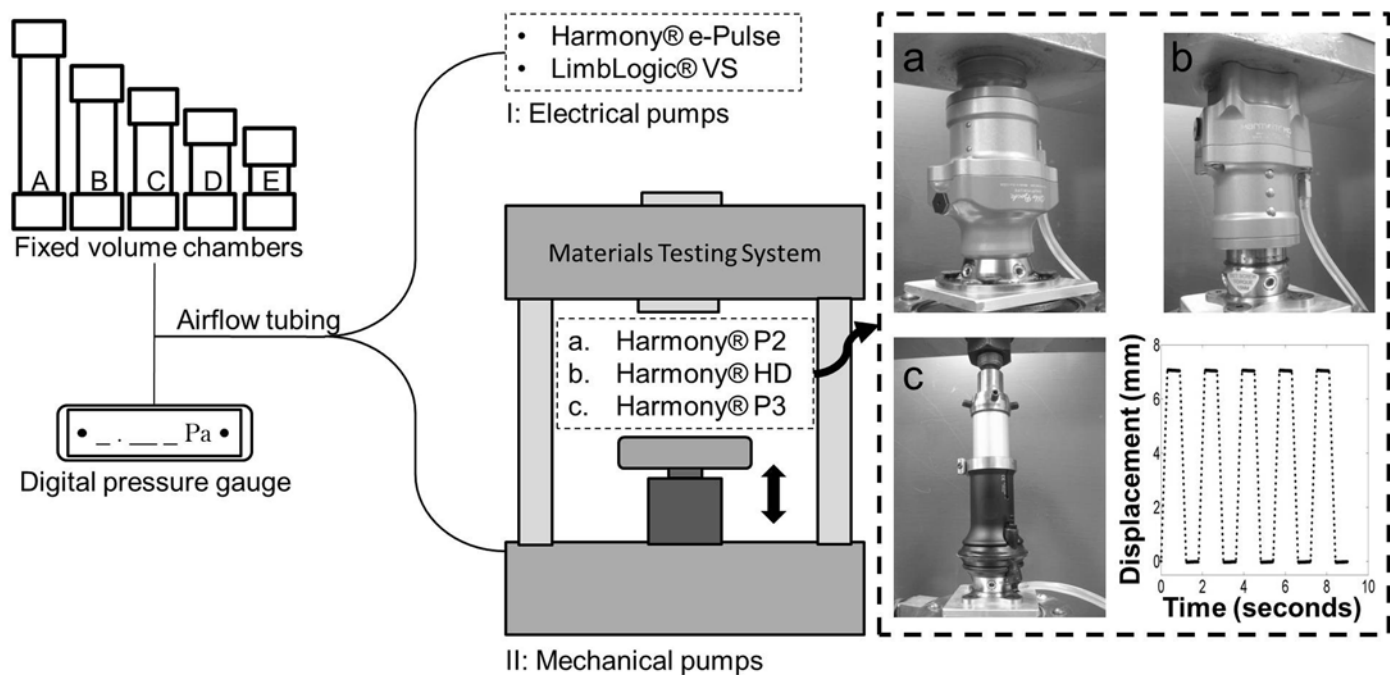 A
B
C
D
E
Fixed volume chambers
Airflow tubing
_ . __ _ Pa
Digital pressure gauge
• Harmony® e-Pulse
• LimbLogic® VS
I: Electrical pumps
Materials Testing System
a. Harmony® P2
b. Harmony® HD
c. Harmony® P3
II: Mechanical pumps
a
b
c
Displacement (mm)
8
6
4
2
0
0
2
4
6
8
10
Time (seconds)